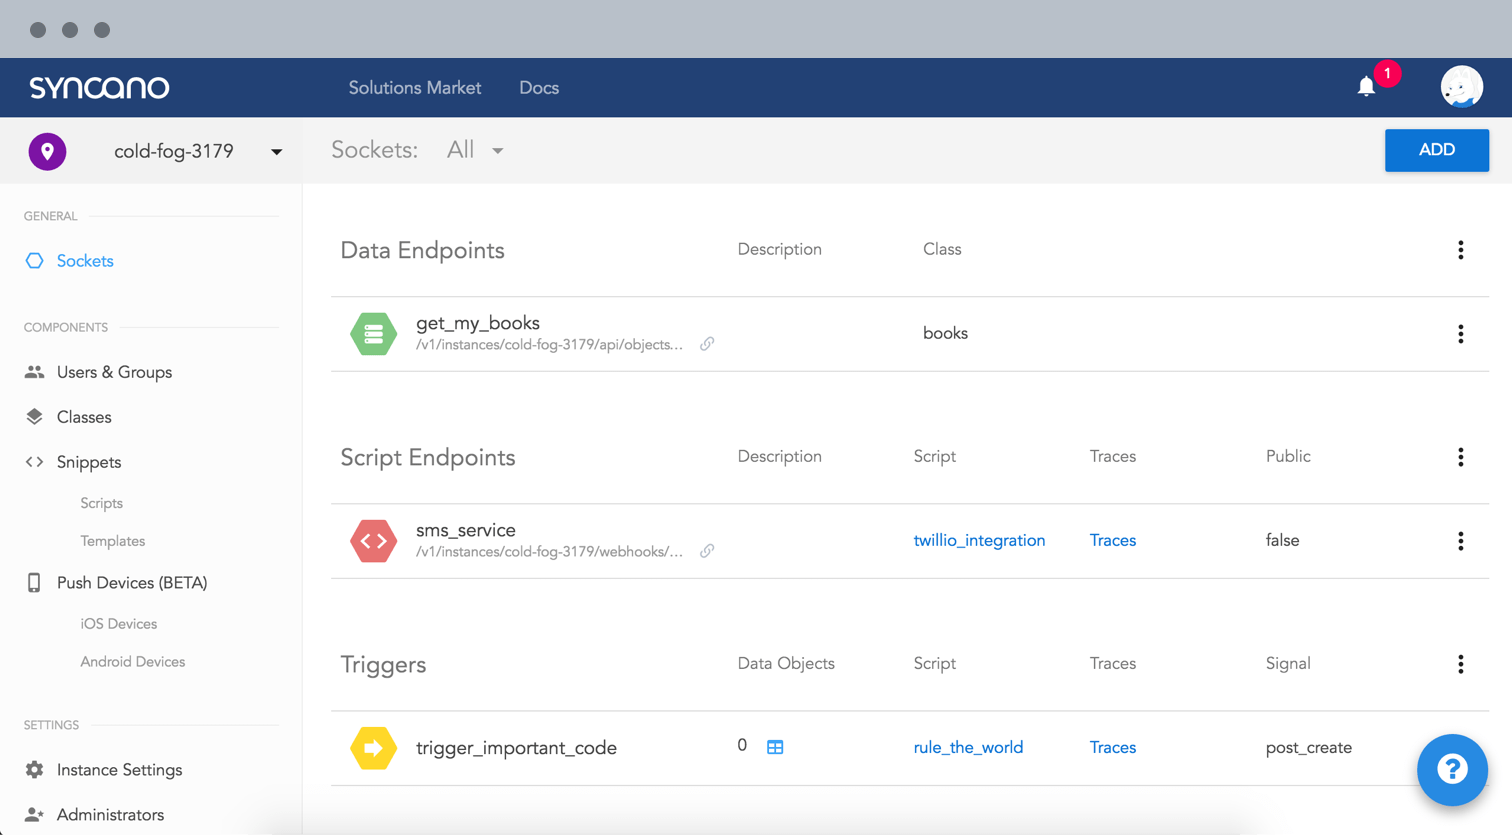 syncano
Solutions Market
Docs
1
cold-fog-3179
Sockets: All
ADD
GENERAL
Sockets
COMPONENTS
Users & Groups
Classes
Snippets
Scripts
Templates
Push Devices (BETA)
iOS Devices
Android Devices
SETTINGS
Instance Settings
Administrators
Data Endpoints Description Class
get_my_books books
/v1/instances/cold-fog-3179/api/objects...
Script Endpoints Description Script Traces Public
sms_service twillio_integration Traces false
/v1/instances/cold-fog-3179/webhooks/...
Triggers Data Objects Script Traces Signal
trigger_important_code 0 rule_the_world Traces post_create
?